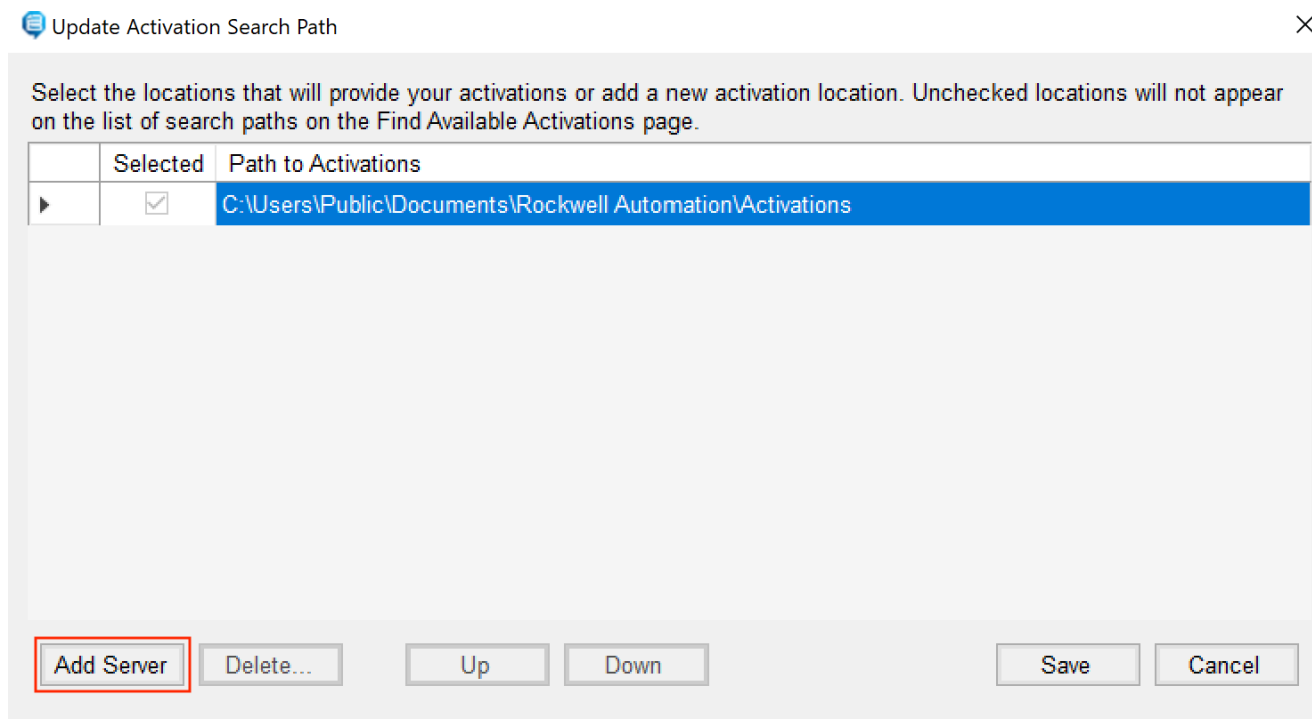 Update Activation Search Path
Select the locations that will provide your activations or add a new activation location. Unchecked locations will not appear
on the list of search paths on the Find Available Activations page.
Selected Path to Activations
C:\Users\Public\Documents\Rockwell Automation\Activations
Add Server Delete... Up Down Save Cancel